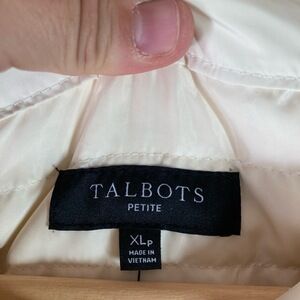 TALBOTS
PETITE
XLP
MADE IN
VIETNAM